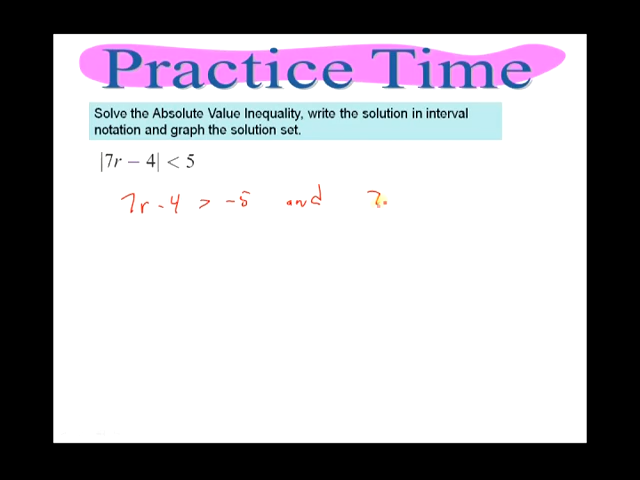 Practice Time
Solve the Absolute Value Inequality, write the solution in interval
notation and graph the solution set.
|7r − 4| < 5
7r - 4 > -5 and 7